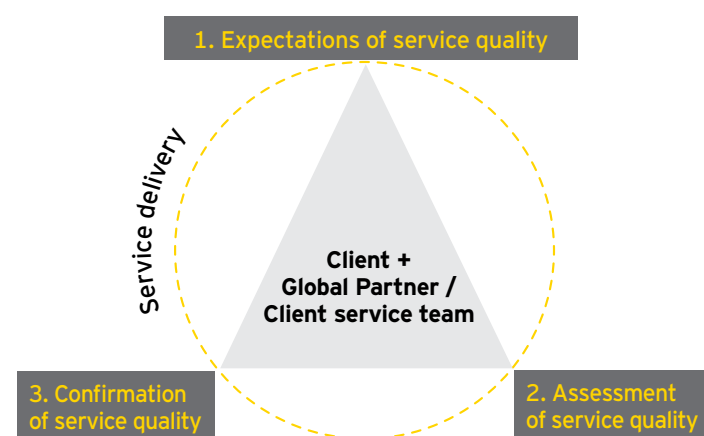 1. Expectations of service quality
Service delivery
Client +
Global Partner /
Client service team
3. Confirmation
of service quality
2. Assessment
of service quality